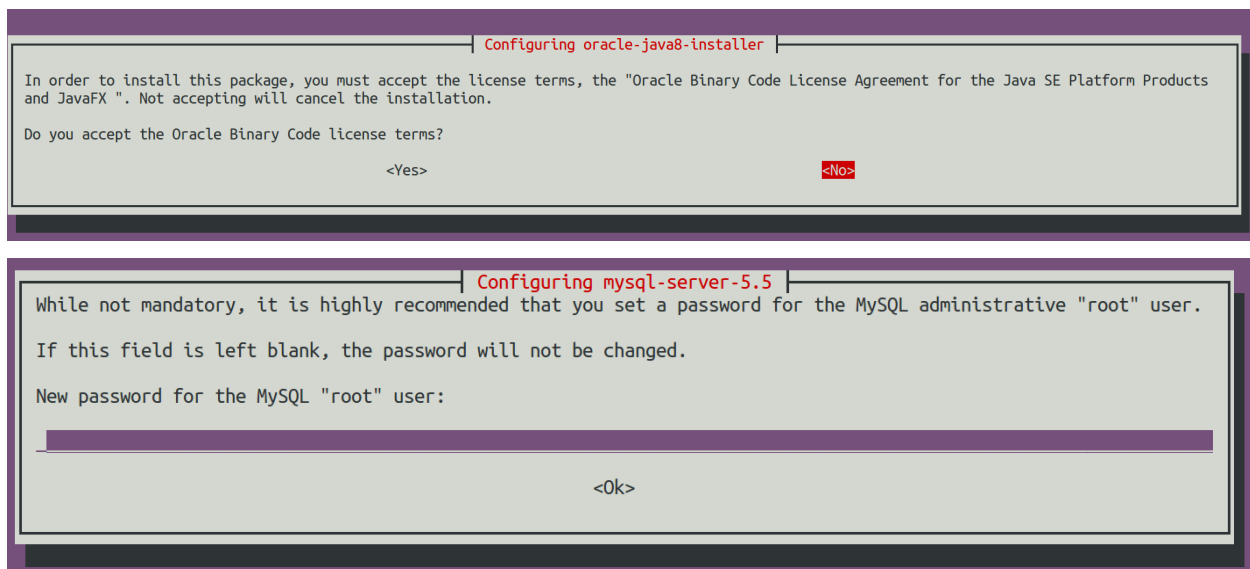 Configuring oracle-java8-installer
In order to install this package, you must accept the license terms, the "Oracle Binary Code License Agreement for the Java SE Platform Products
and JavaFX ". Not accepting will cancel the installation.
Do you accept the Oracle Binary Code license terms?
<Yes> <No>
Configuring mysql-server-5.5
While not mandatory, it is highly recommended that you set a password for the MySQL administrative "root" user.
If this field is left blank, the password will not be changed.
New password for the MySQL "root" user:
<Ok>